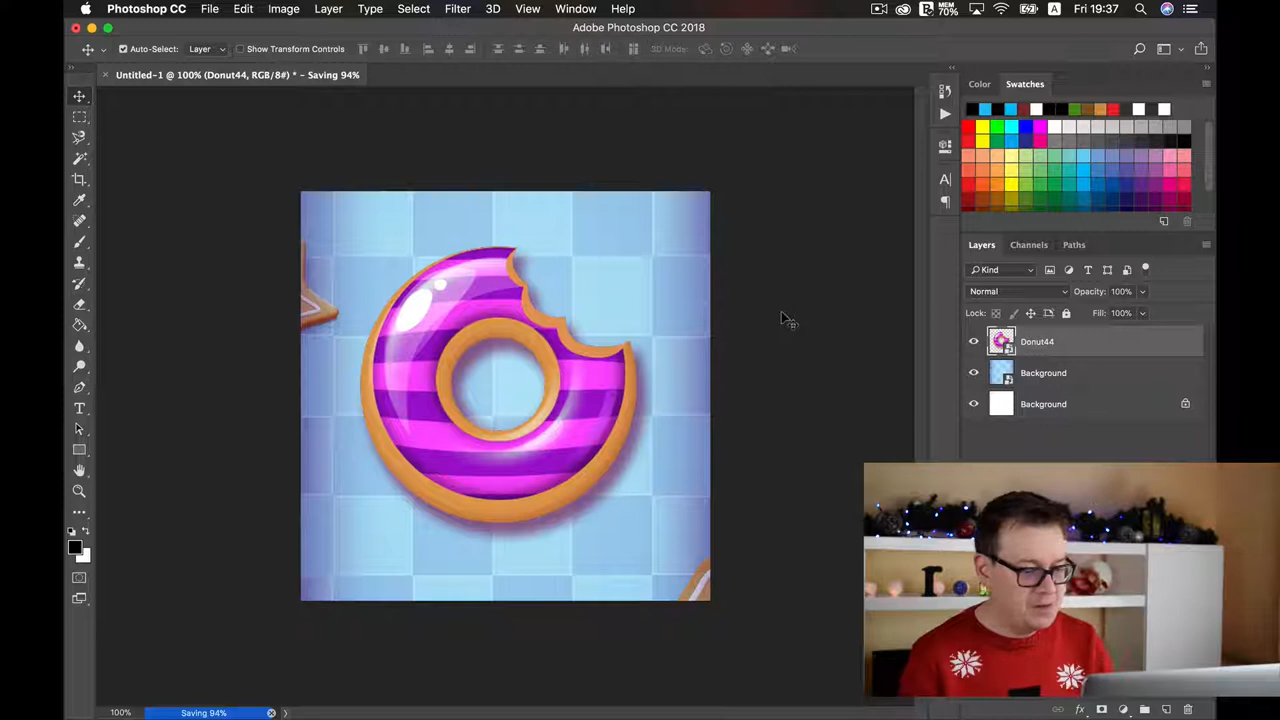 Photoshop CC File Edit Image Layer Type Select Filter 3D View Window Help MEM 70% A Fri 19:37
Adobe Photoshop CC 2018
Auto-Select: Layer Show Transform Controls 3D Mode:
Untitled-1 @ 100% (Donut44, RGB/8#) * - Saving 94%
Color Swatches
Layers Channels Paths
Kind
Normal Opacity: 100%
Lock: Fill: 100%
Donut44
Background
Background
100% Saving 94%